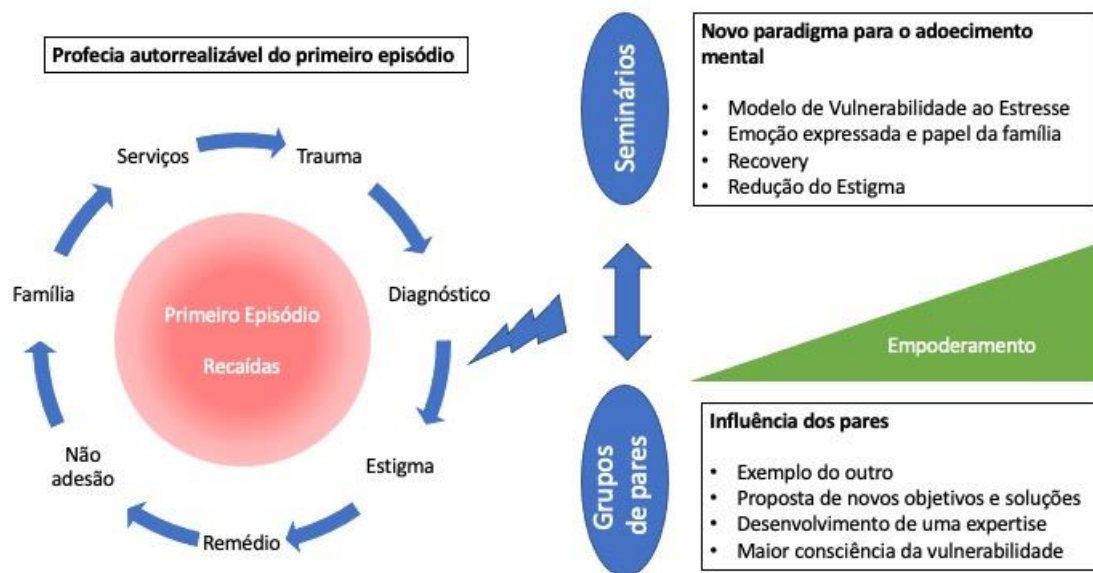 Profecia autorrealizável do primeiro episódio
Serviços
Trauma
Família
Diagnóstico
Primeiro Episódio
Recaídas
Não
adesão
Estigma
Remédio
Seminários
Grupos
de pares
Novo paradigma para o adoecimento
mental
• Modelo de Vulnerabilidade ao Estresse
• Emoção expressada e papel da família
• Recovery
• Redução do Estigma
Empoderamento
Influência dos pares
• Exemplo do outro
• Proposta de novos objetivos e soluções
• Desenvolvimento de uma expertise
• Maior consciência da vulnerabilidade